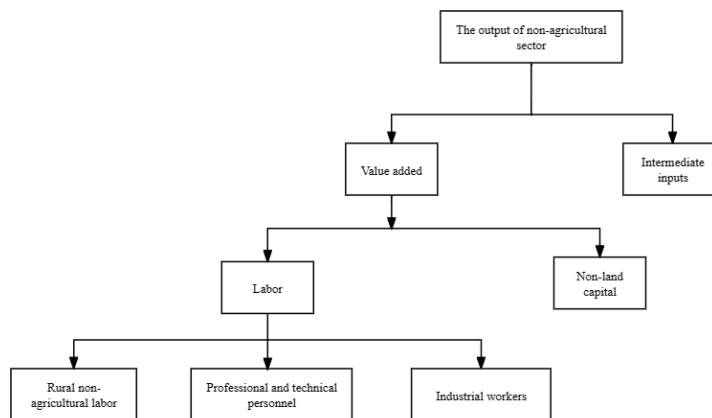 The output of non-agricultural
sector
Value added
Intermediate
inputs
Labor
Non-land
capital
Rural non-
agricultural labor
Professional and technical
personnel
Industrial workers